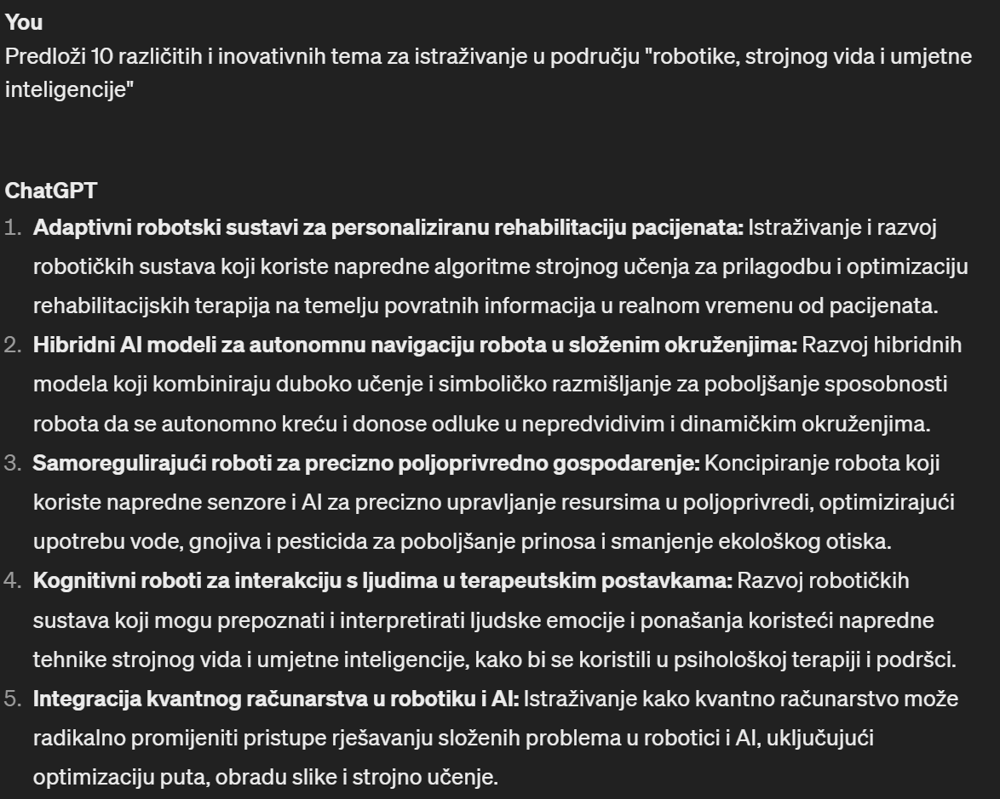 You
Predloži 10 različitih i inovativnih tema za istraživanje u području "robotike, strojnog vida i umjetne
inteligencije"
ChatGPT
1. Adaptivni robotski sustavi za personaliziranu rehabilitaciju pacijenata: Istraživanje i razvoj
robotičkih sustava koji koriste napredne algoritme strojnog učenja za prilagodbu i optimizaciju
rehabilitacijskih terapija na temelju povratnih informacija u realnom vremenu od pacijenata.
2. Hibridni AI modeli za autonomnu navigaciju robota u složenim okruženjima: Razvoj hibridnih
modela koji kombiniraju duboko učenje i simboličko razmišljanje za poboljšanje sposobnosti
robota da se autonomno kreću i donose odluke u nepredvidivim i dinamičkim okruženjima.
3. Samoregulirajući roboti za precizno poljoprivredno gospodarenje: Koncipiranje robota koji
koriste napredne senzore i AI za precizno upravljanje resursima u poljoprivredi, optimizirajući
upotrebu vode, gnojiva i pesticida za poboljšanje prinosa i smanjenje ekološkog otiska.
4. Kognitivni roboti za interakciju s ljudima u terapeutskim postavkama: Razvoj robotičkih
sustava koji mogu prepoznati i interpretirati ljudske emocije i ponašanja koristeći napredne
tehnike strojnog vida i umjetne inteligencije, kako bi se koristili u psihološkoj terapiji i podršci.
5. Integracija kvantnog računarstva u robotiku i AI: Istraživanje kako kvantno računarstvo može
radikalno promijeniti pristupe rješavanju složenih problema u robotici i AI, uključujući
optimizaciju puta, obradu slike i strojno učenje.